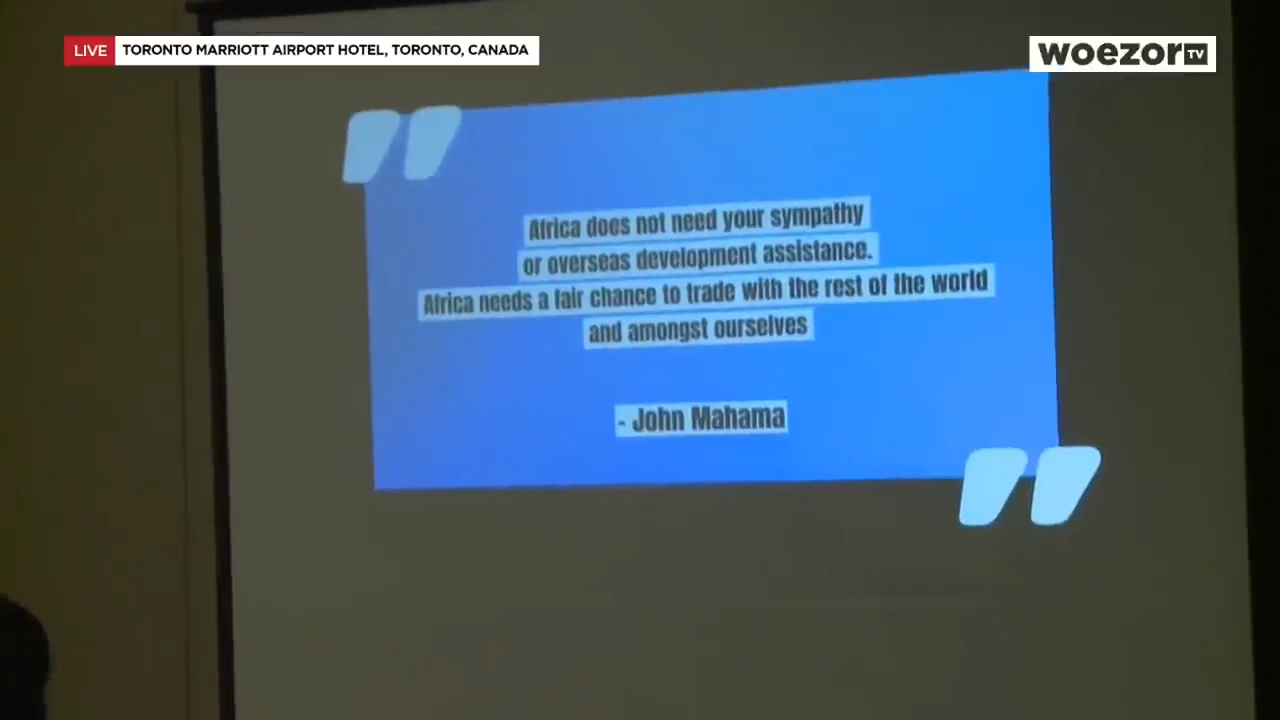 LIVE TORONTO MARRIOTT AIRPORT HOTEL, TORONTO, CANADA
woezor TV
Africa does not need your sympathy
or overseas development assistance.
Africa needs a fair chance to trade with the rest of the world
and amongst ourselves
- John Mahama